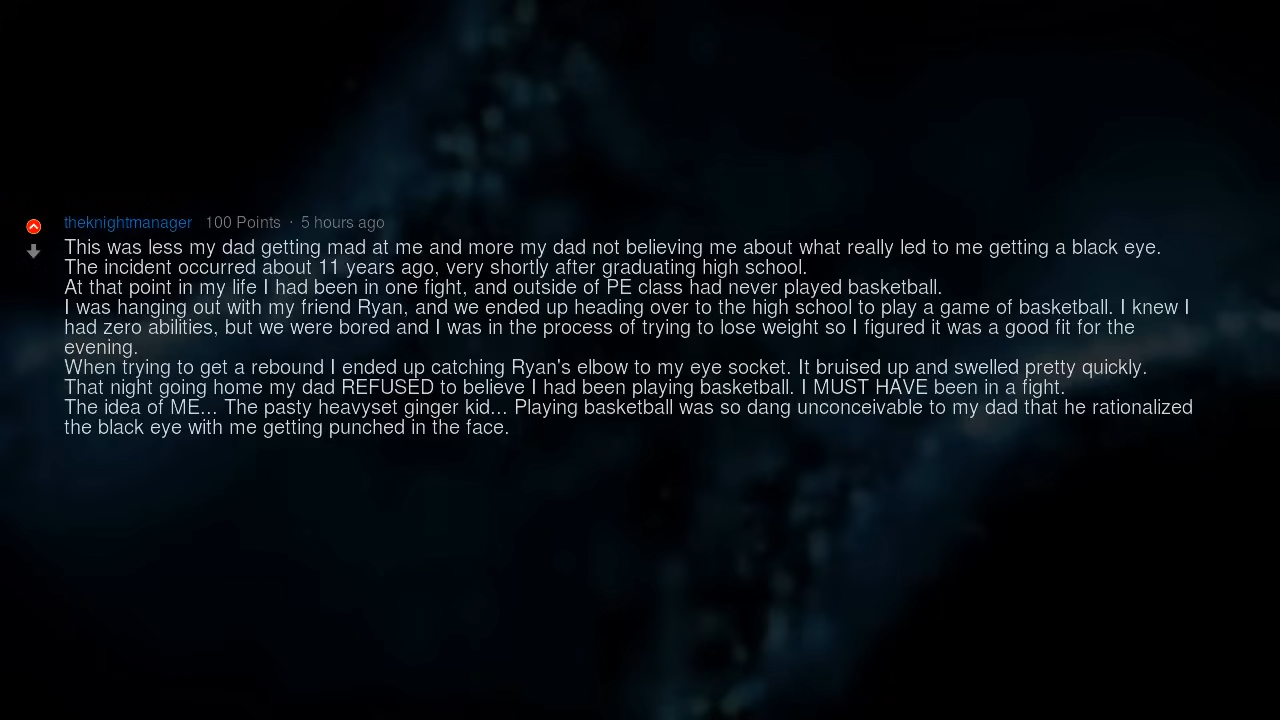 theknightmanager 100 Points · 5 hours ago
This was less my dad getting mad at me and more my dad not believing me about what really led to me getting a black eye.
The incident occurred about 11 years ago, very shortly after graduating high school.
At that point in my life I had been in one fight, and outside of PE class had never played basketball.
I was hanging out with my friend Ryan, and we ended up heading over to the high school to play a game of basketball. I knew I
had zero abilities, but we were bored and I was in the process of trying to lose weight so I figured it was a good fit for the
evening.
When trying to get a rebound I ended up catching Ryan's elbow to my eye socket. It bruised up and swelled pretty quickly.
That night going home my dad REFUSED to believe I had been playing basketball. I MUST HAVE been in a fight.
The idea of ME... The pasty heavyset ginger kid... Playing basketball was so dang unconceivable to my dad that he rationalized
the black eye with me getting punched in the face.